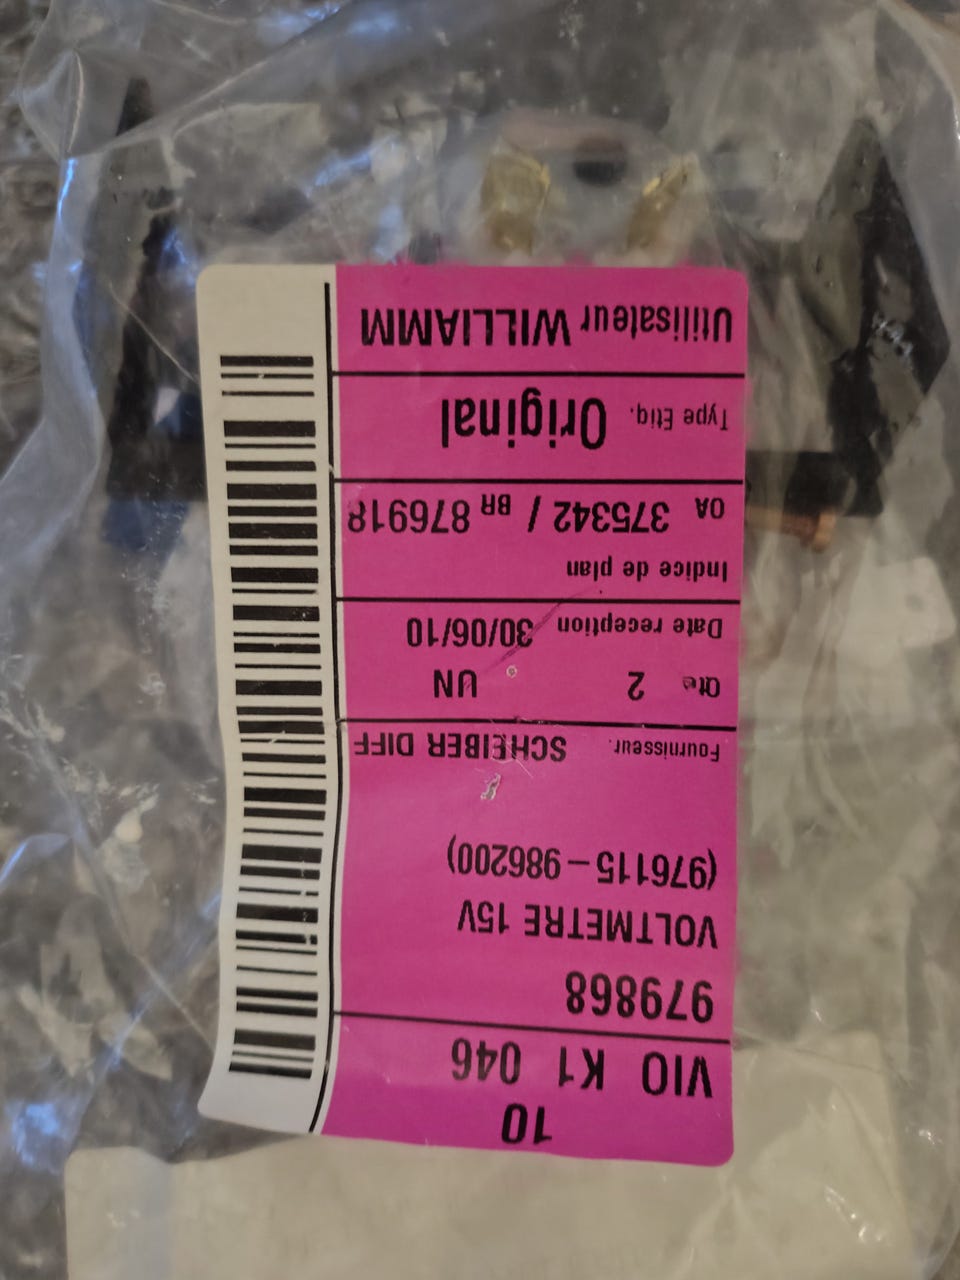 10
VIO K1 046
979868
VOLTMETRE 15V
(976115-986200)
Fournisseur. SCHEIBER DIFF
Qte 2 UN
Date reception 30/06/10
Indice de plan
OA 375342 / BR 876918
Type Etiq. Original
Utilisateur WILLIAMM